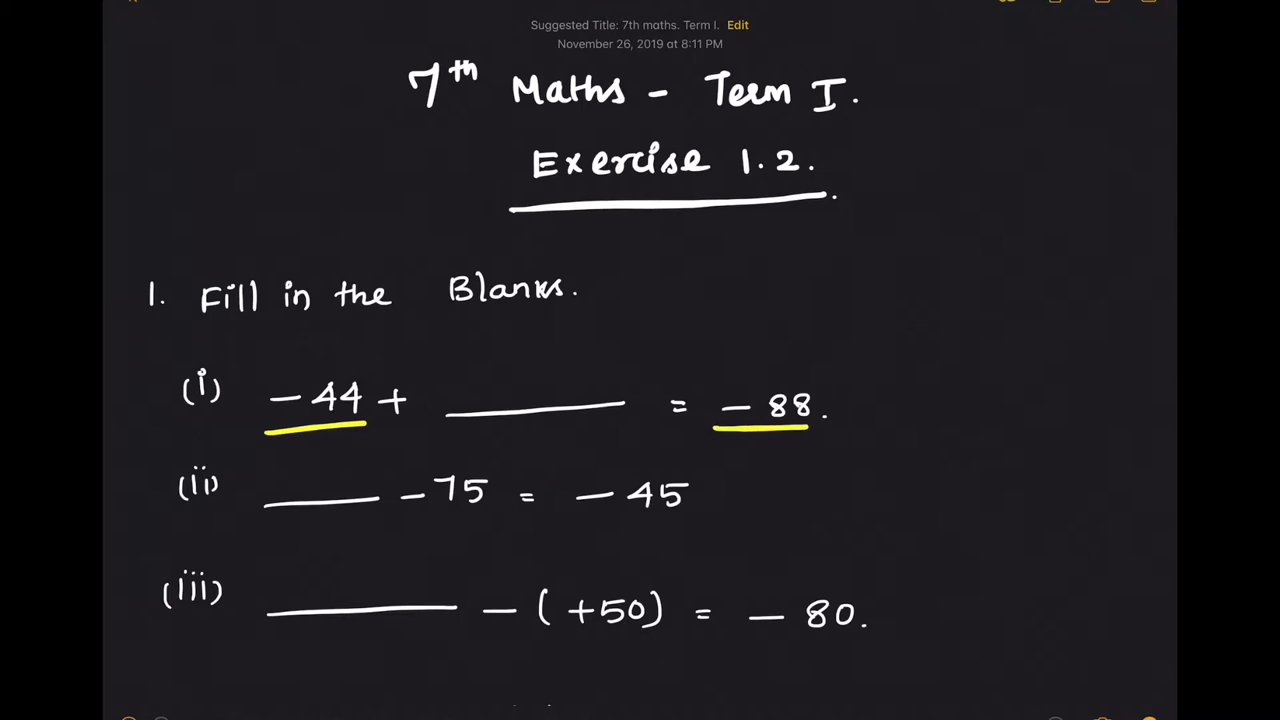 Suggested Title: 7th maths. Term I. Edit
November 26, 2019 at 8:11 PM
7th Maths - Term I.
Exercise 1.2.
1. Fill in the Blanks.
(i) -44 + ______ = -88.
(ii) ______ -75 = -45
(iii) ______ - (+50) = -80.